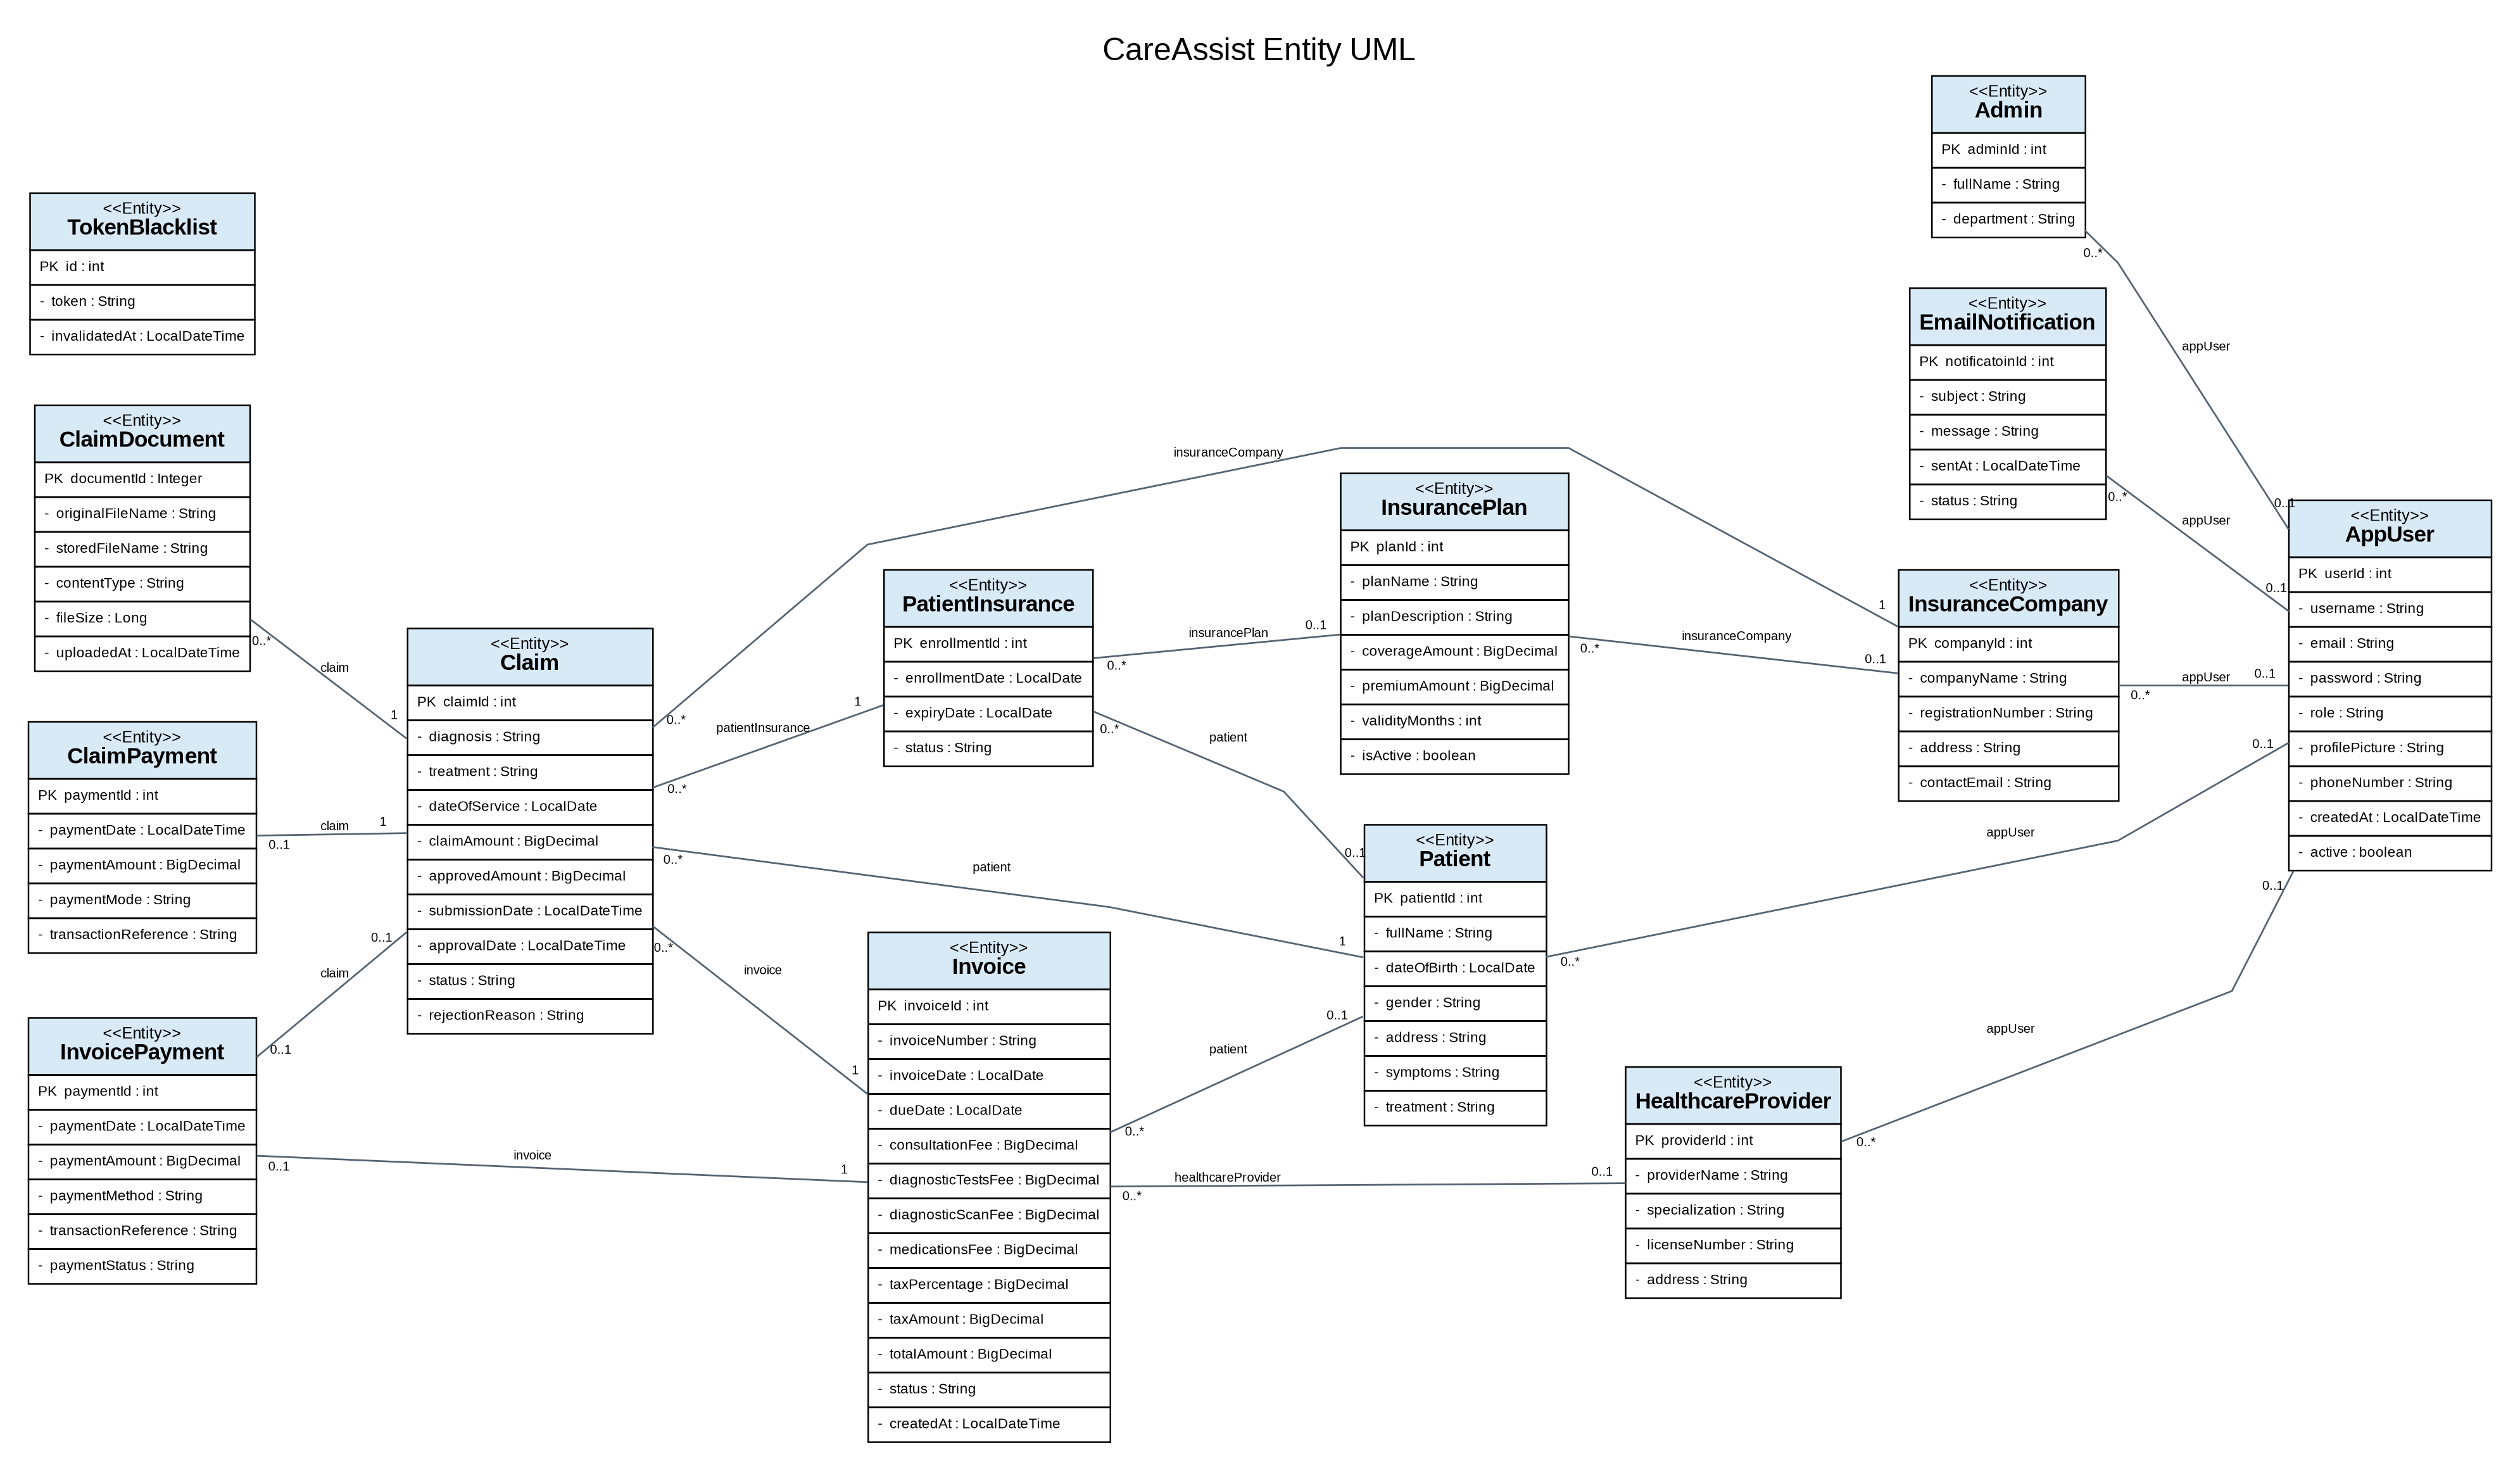 CareAssist Entity UML
<<Entity>>
Admin
PK adminId : int
- fullName : String
- department : String
0..*
appUser
0..1
<<Entity>>
TokenBlacklist
PK id : int
- token : String
- invalidatedAt : LocalDateTime
<<Entity>>
EmailNotification
PK notificatoinId : int
- subject : String
- message : String
- sentAt : LocalDateTime
- status : String
0..*
appUser
0..1
<<Entity>>
ClaimDocument
PK documentId : Integer
- originalFileName : String
- storedFileName : String
- contentType : String
- fileSize : Long
- uploadedAt : LocalDateTime
0..*
claim
1
<<Entity>>
ClaimPayment
PK paymentId : int
- paymentDate : LocalDateTime
- paymentAmount : BigDecimal
- paymentMode : String
- transactionReference : String
0..1
claim
1
<<Entity>>
InvoicePayment
PK paymentId : int
- paymentDate : LocalDateTime
- paymentAmount : BigDecimal
- paymentMethod : String
- transactionReference : String
- paymentStatus : String
0..1
claim
0..1
0..1
invoice
1
<<Entity>>
Claim
PK claimId : int
- diagnosis : String
- treatment : String
- dateOfService : LocalDate
- claimAmount : BigDecimal
- approvedAmount : BigDecimal
- submissionDate : LocalDateTime
- approvalDate : LocalDateTime
- status : String
- rejectionReason : String
0..*
insuranceCompany
1
0..*
patientInsurance
1
0..*
patient
1
0..*
invoice
1
<<Entity>>
PatientInsurance
PK enrollmentId : int
- enrollmentDate : LocalDate
- expiryDate : LocalDate
- status : String
0..*
insurancePlan
0..1
0..*
patient
0..1
<<Entity>>
Invoice
PK invoiceId : int
- invoiceNumber : String
- invoiceDate : LocalDate
- dueDate : LocalDate
- consultationFee : BigDecimal
- diagnosticTestsFee : BigDecimal
- diagnosticScanFee : BigDecimal
- medicationsFee : BigDecimal
- taxPercentage : BigDecimal
- taxAmount : BigDecimal
- totalAmount : BigDecimal
- status : String
- createdAt : LocalDateTime
0..*
patient
0..1
0..*
healthcareProvider
0..1
<<Entity>>
InsurancePlan
PK planId : int
- planName : String
- planDescription : String
- coverageAmount : BigDecimal
- premiumAmount : BigDecimal
- validityMonths : int
- isActive : boolean
0..*
insuranceCompany
0..1
<<Entity>>
Patient
PK patientId : int
- fullName : String
- dateOfBirth : LocalDate
- gender : String
- address : String
- symptoms : String
- treatment : String
0..*
appUser
0..1
<<Entity>>
HealthcareProvider
PK providerId : int
- providerName : String
- specialization : String
- licenseNumber : String
- address : String
0..*
appUser
0..1
<<Entity>>
InsuranceCompany
PK companyId : int
- companyName : String
- registrationNumber : String
- address : String
- contactEmail : String
0..*
appUser
0..1
<<Entity>>
AppUser
PK userId : int
- username : String
- email : String
- password : String
- role : String
- profilePicture : String
- phoneNumber : String
- createdAt : LocalDateTime
- active : boolean